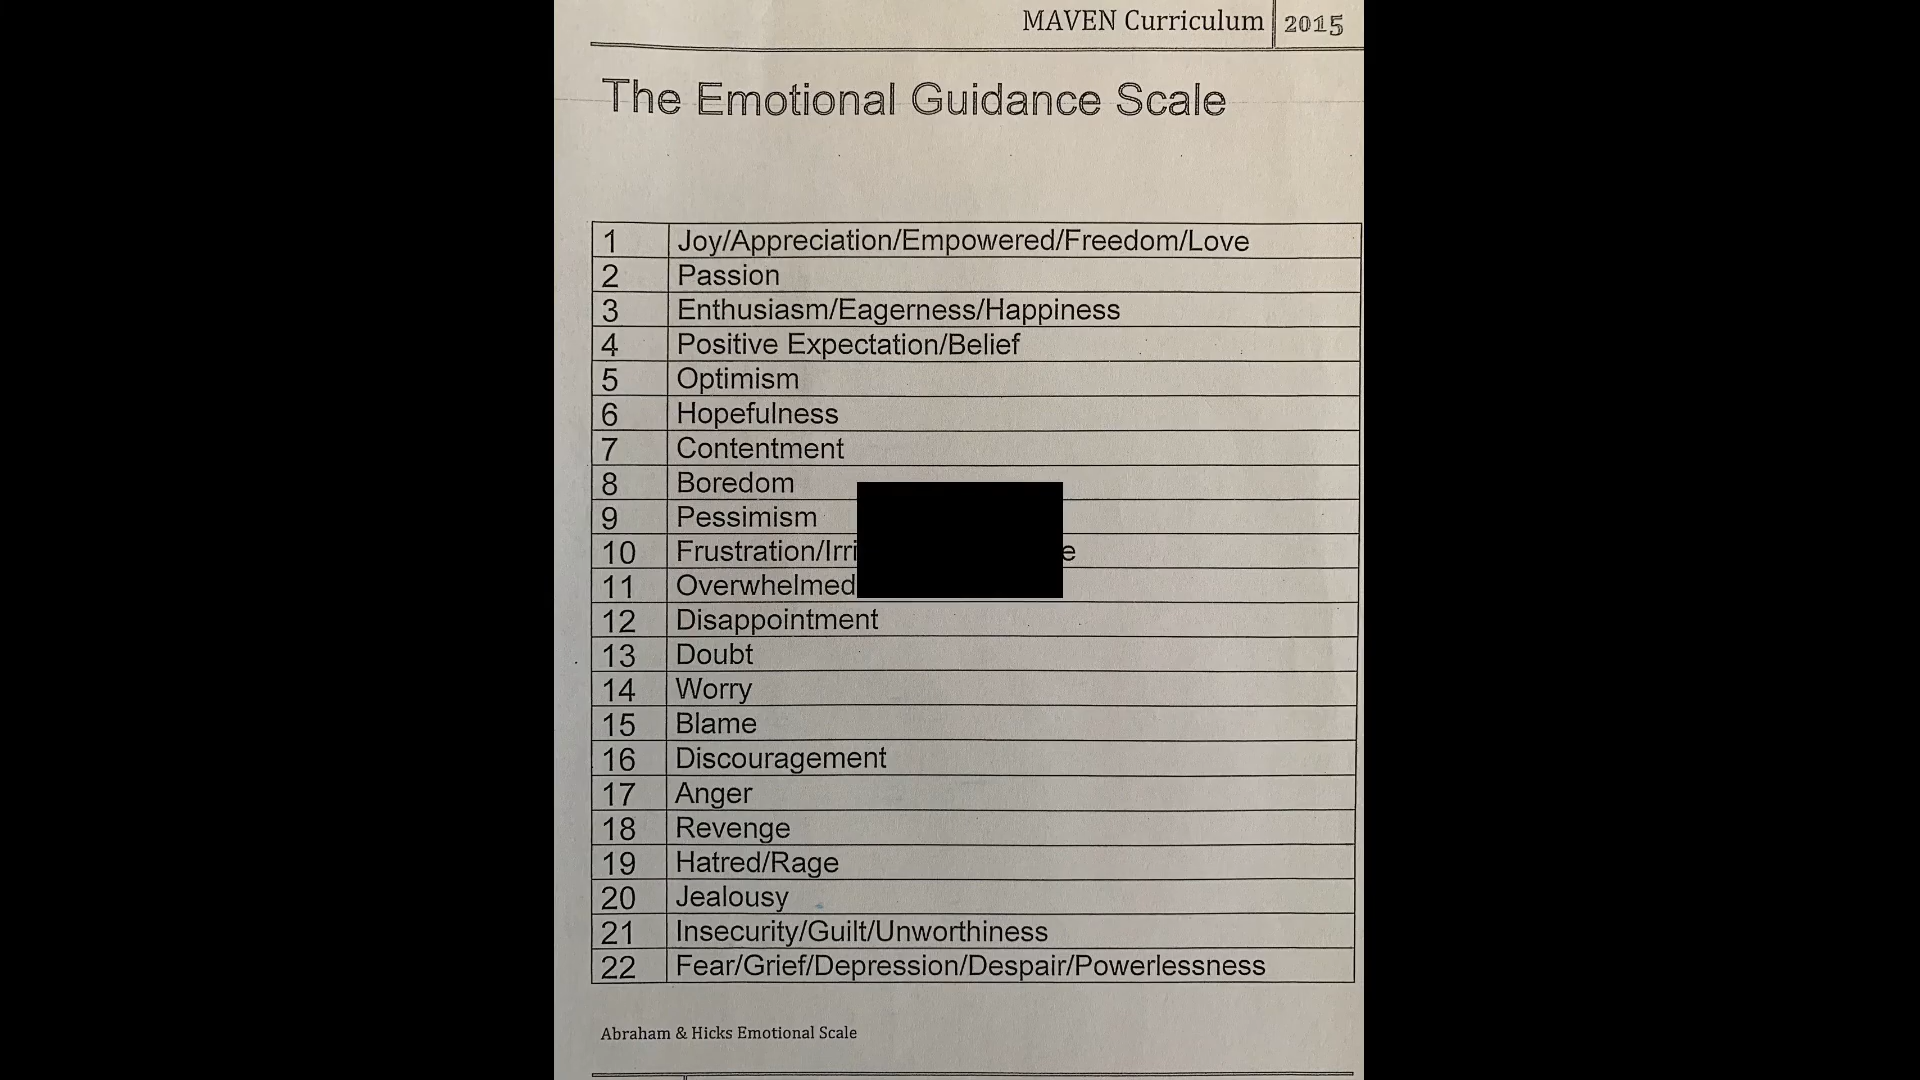 MAVEN Curriculum 2015
The Emotional Guidance Scale
1 Joy/Appreciation/Empowered/Freedom/Love
2 Passion
3 Enthusiasm/Eagerness/Happiness
4 Positive Expectation/Belief
5 Optimism
6 Hopefulness
7 Contentment
8 Boredom
9 Pessimism
10 Frustration/
11 Overwhelmed
12 Disappointment
13 Doubt
14 Worry
15 Blame
16 Discouragement
17 Anger
18 Revenge
19 Hatred/Rage
20 Jealousy
21 Insecurity/Guilt/Unworthiness
22 Fear/Grief/Depression/Despair/Powerlessness
Abraham & Hicks Emotional Scale